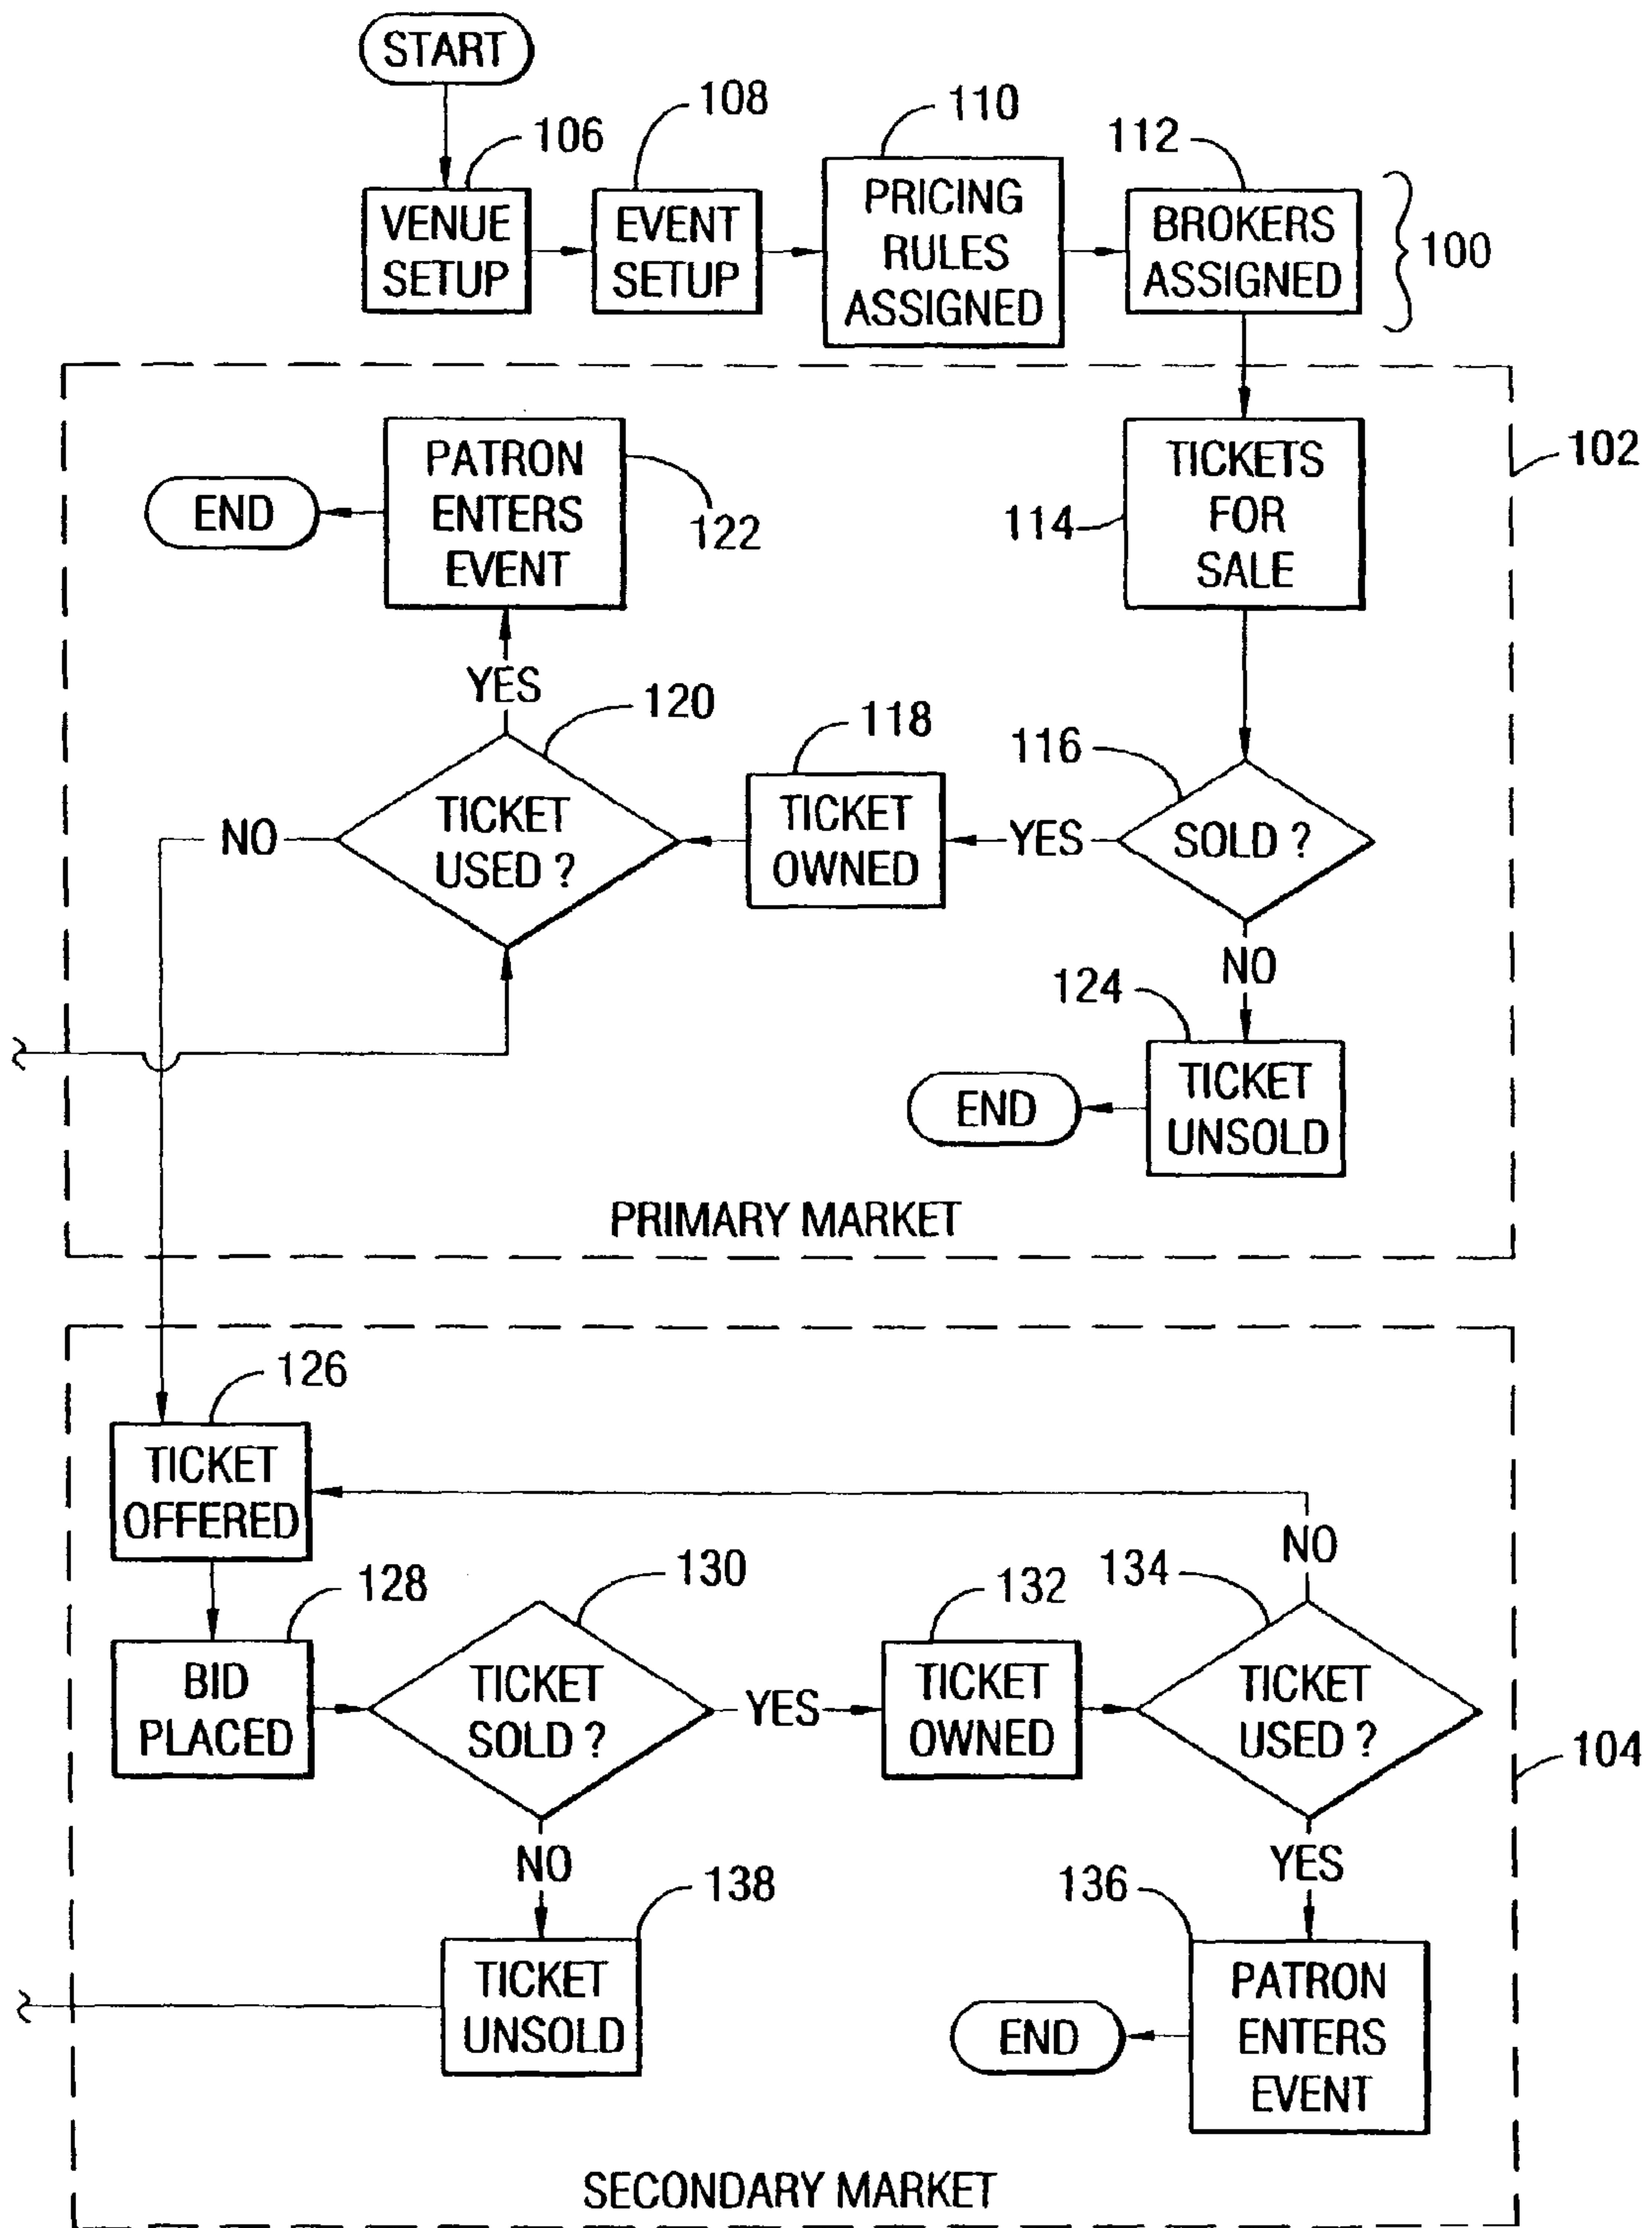 START
106
108
110
112
VENUE
SETUP
EVENT
SETUP
PRICING
RULES
ASSIGNED
BROKERS
ASSIGNED
100
102
PATRON
ENTERS
EVENT
122
END
TICKETS
FOR
SALE
114
YES
120
118
116
NO
TICKET
USED ?
TICKET
OWNED
YES
SOLD ?
NO
124
END
TICKET
UNSOLD
PRIMARY MARKET
126
TICKET
OFFERED
NO
128
130
132
134
BID
PLACED
TICKET
SOLD ?
YES
TICKET
OWNED
TICKET
USED ?
104
NO
YES
138
136
TICKET
UNSOLD
END
PATRON
ENTERS
EVENT
SECONDARY MARKET